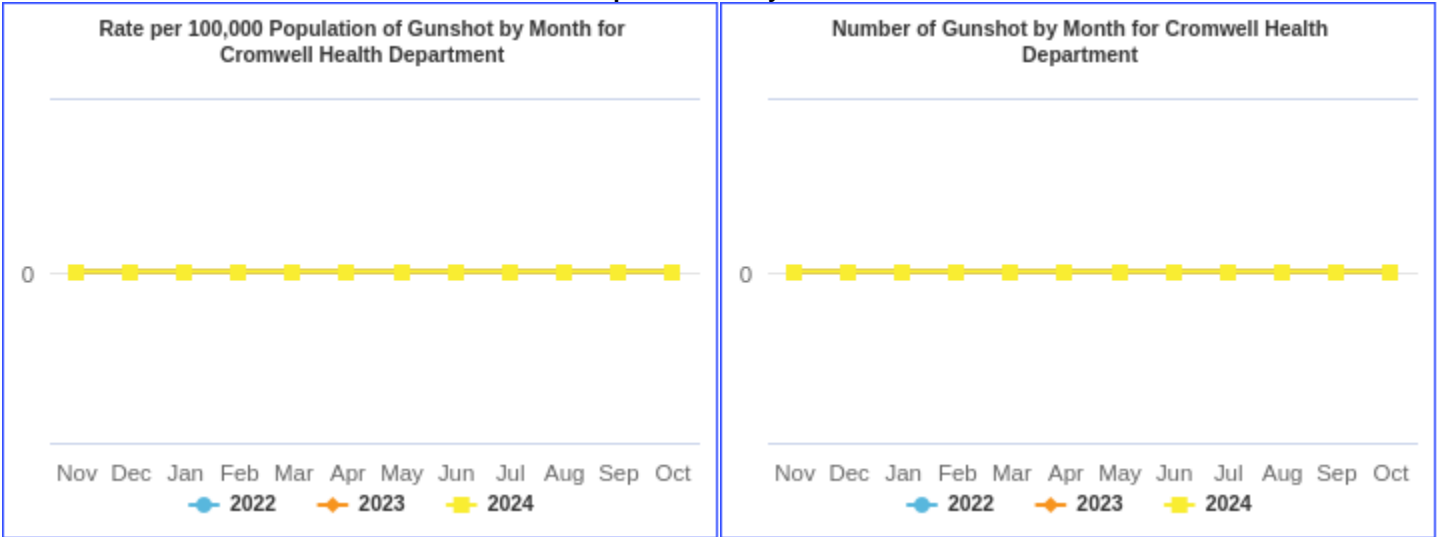 Rate per 100,000 Population of Gunshot by Month for
Cromwell Health Department
0
Nov Dec Jan Feb Mar Apr May Jun Jul Aug Sep Oct
2022 2023 2024
Number of Gunshot by Month for Cromwell Health
Department
0
Nov Dec Jan Feb Mar Apr May Jun Jul Aug Sep Oct
2022 2023 2024